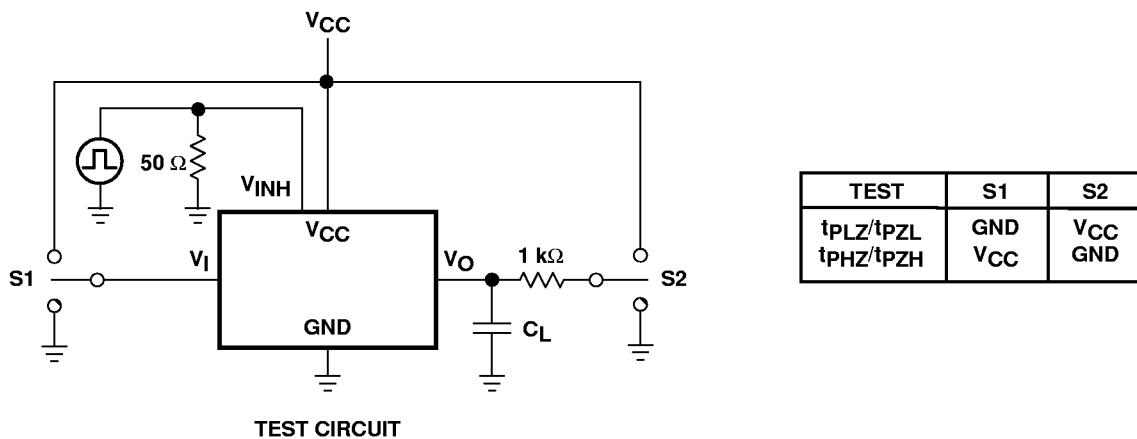 VCC
50 Ω
VINH
VCC
S1
VI
VO
1 kΩ
S2
GND
CL
TEST CIRCUIT
TEST S1 S2
tPLZ/tPZL GND VCC
tPHZ/tPZH VCC GND